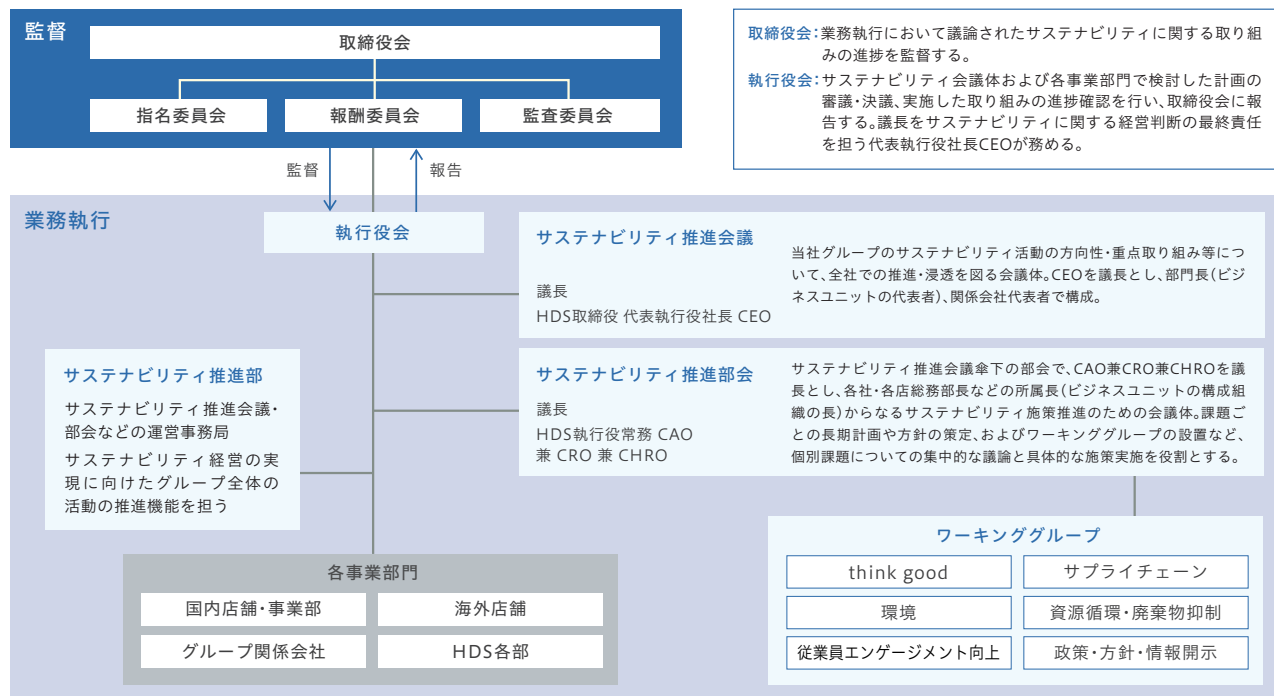 監督
取締役会
指名委員会
報酬委員会
監査委員会
取締役会:業務執行において議論されたサステナビリティに関する取り組
みの進捗を監督する。
執行役会:サステナビリティ会議体および各事業部門で検討した計画の
審議・決議、実施した取り組みの進捗確認を行い、取締役会に報
告する。議長をサステナビリティに関する経営判断の最終責任
を担う代表執行役社長CEOが務める。
監督
報告
業務執行
執行役会
サステナビリティ推進会議
議長
HDS取締役 代表執行役社長 CEO
当社グループのサステナビリティ活動の方向性・重点取り組み等につ
いて、全社での推進・浸透を図る会議体。CEOを議長とし、部門長(ビジ
ネスユニットの代表者)、関係会社代表者で構成。
サステナビリティ推進部
サステナビリティ推進会議・
部会などの運営事務局
サステナビリティ経営の実
現に向けたグループ全体の
活動の推進機能を担う
サステナビリティ推進部会
議長
HDS執行役常務 CAO
兼 CRO 兼 CHRO
サステナビリティ推進会議傘下の部会で、CAO兼CRO兼CHROを議
長とし、各社・各店総務部長などの所属長(ビジネスユニットの構成組
織の長)からなるサステナビリティ施策推進のための会議体。課題ご
との長期計画や方針の策定、およびワーキンググループの設置など、
個別課題についての集中的な議論と具体的な施策実施を役割とする。
各事業部門
国内店舗・事業部
海外店舗
グループ関係会社
HDS各部
ワーキンググループ
think good
サプライチェーン
環境
資源循環・廃棄物抑制
従業員エンゲージメント向上
政策・方針・情報開示